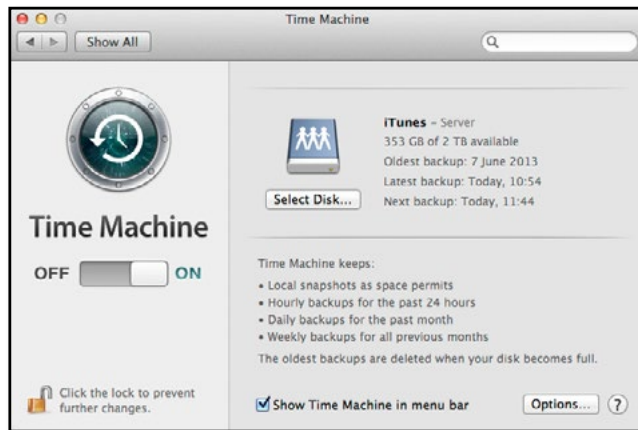 Time Machine
Show All
iTunes – Server
353 GB of 2 TB available
Oldest backup: 7 June 2013
Latest backup: Today, 10:54
Next backup: Today, 11:44
Select Disk...
Time Machine
OFF ON
Time Machine keeps:
• Local snapshots as space permits
• Hourly backups for the past 24 hours
• Daily backups for the past month
• Weekly backups for all previous months
The oldest backups are deleted when your disk becomes full.
Click the lock to prevent
further changes.
Show Time Machine in menu bar
Options...
?